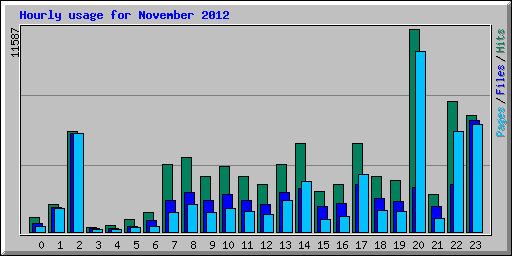 Hourly usage for November 2012
11587
Pages / Files / Hits
0 1 2 3 4 5 6 7 8 9 10 11 12 13 14 15 16 17 18 19 20 21 22 23